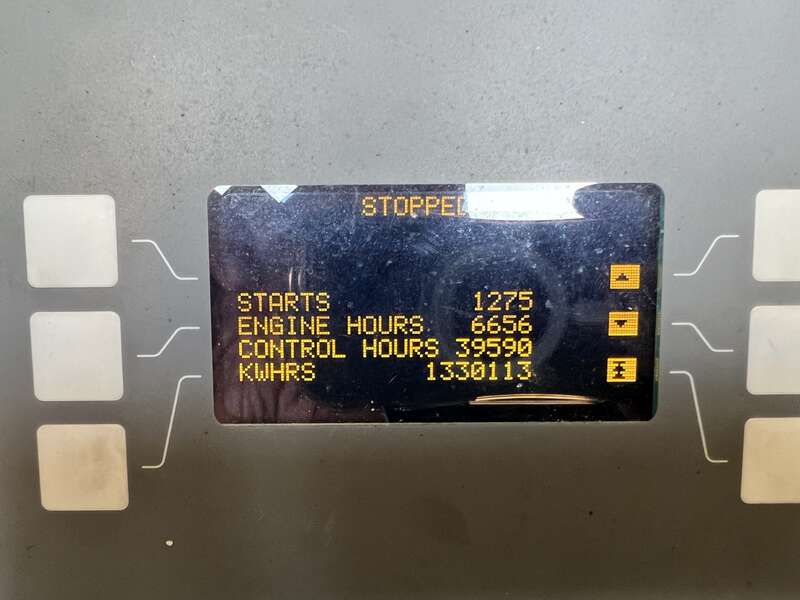 STOPPED
STARTS 1275
ENGINE HOURS 6656
CONTROL HOURS 39590
KWHRS 1330113